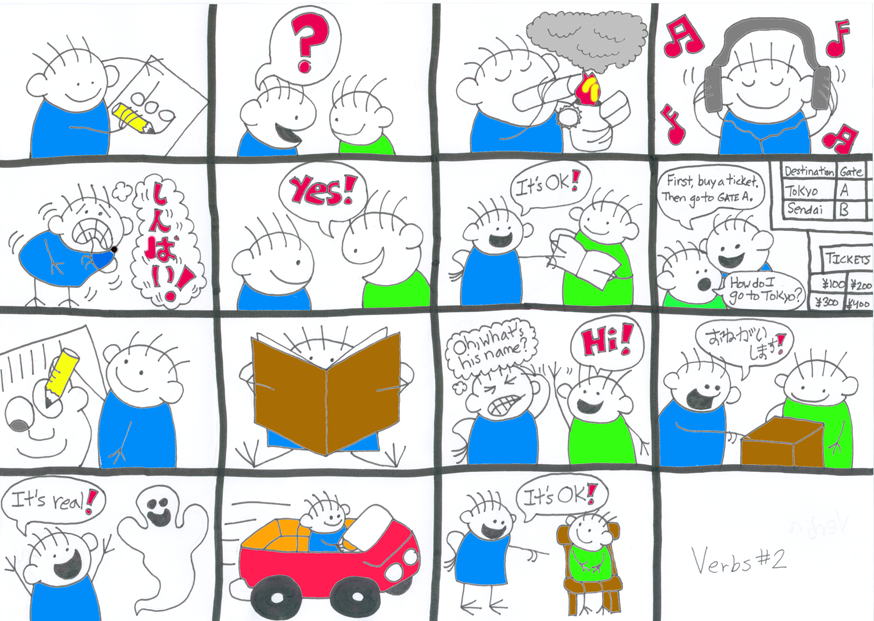 ?
しんぱい!
Yes!
It's OK!
First, buy a ticket.
Then go to GATE A.
How do I
go to Tokyo?
Destination Gate
Tokyo A
Sendai B
TICKETS
¥100 ¥200
¥300 ¥400
Oh, what's
his name?
Hi!
おねがい
します!
It's real!
It's OK!
Verbs #2